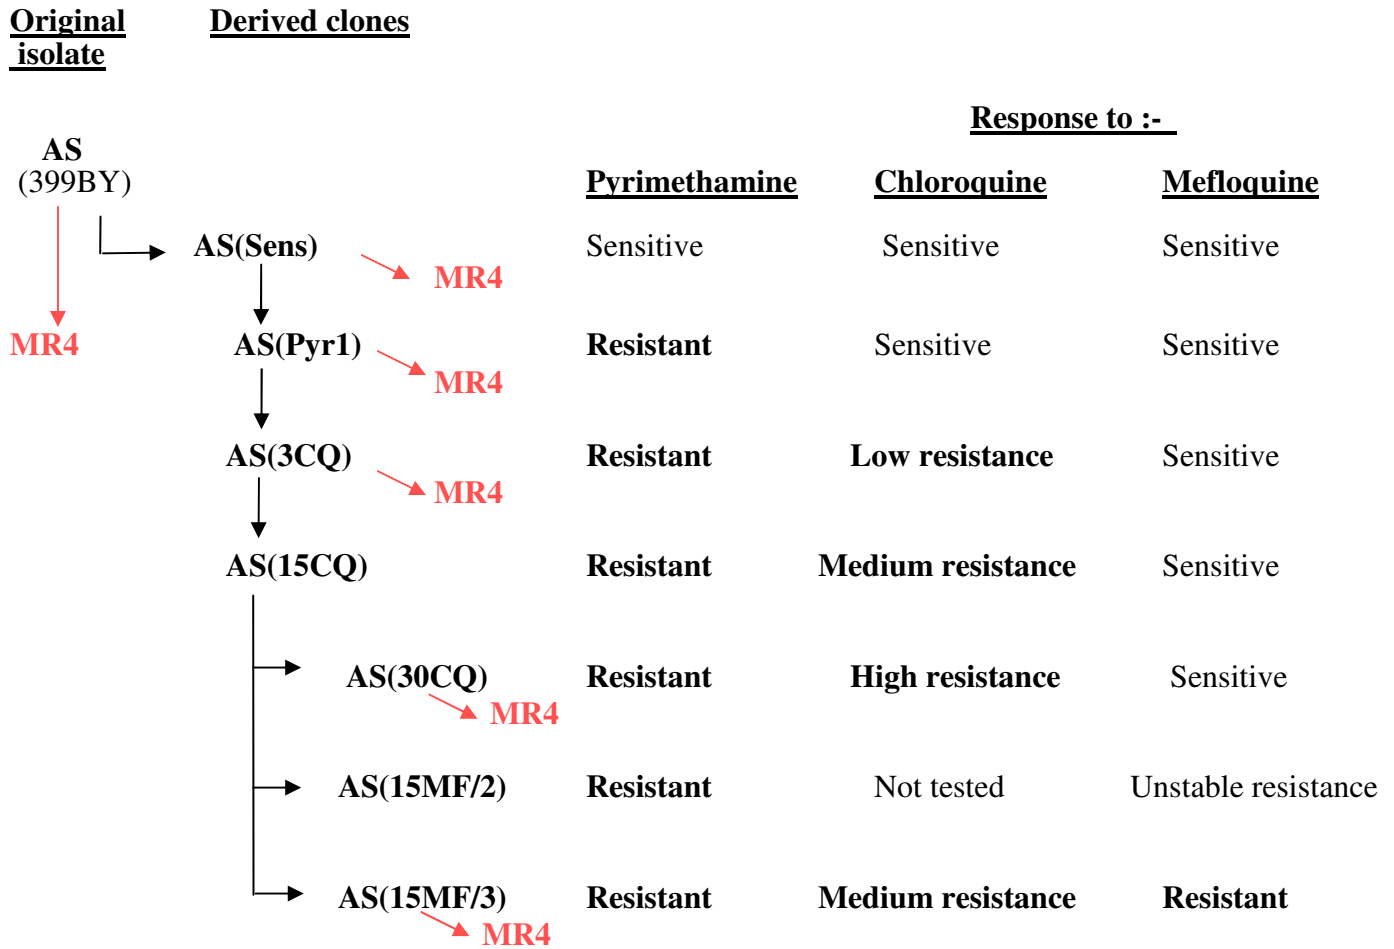 Original Derived clones
isolate
Response to :-
AS
(399BY) Pyrimethamine Chloroquine Mefloquine
AS(Sens) Sensitive Sensitive Sensitive
MR4
MR4 AS(Pyr1) Resistant Sensitive Sensitive
MR4
AS(3CQ) Resistant Low resistance Sensitive
MR4
AS(15CQ) Resistant Medium resistance Sensitive
AS(30CQ) Resistant High resistance Sensitive
MR4
AS(15MF/2) Resistant Not tested Unstable resistance
AS(15MF/3) Resistant Medium resistance Resistant
MR4